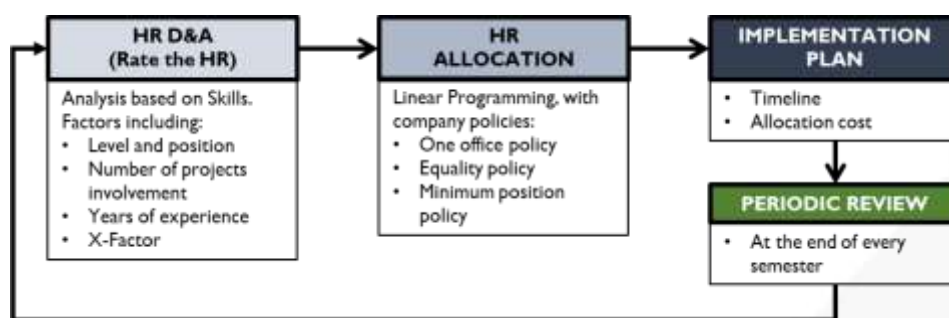 HR D&A
(Rate the HR)
Analysis based on Skills.
Factors including:
• Level and position
• Number of projects
involvement
• Years of experience
• X-Factor
HR
ALLOCATION
Linear Programming, with
company policies:
• One office policy
• Equality policy
• Minimum position
policy
IMPLEMENTATION
PLAN
• Timeline
• Allocation cost
PERIODIC REVIEW
• At the end of every
semester